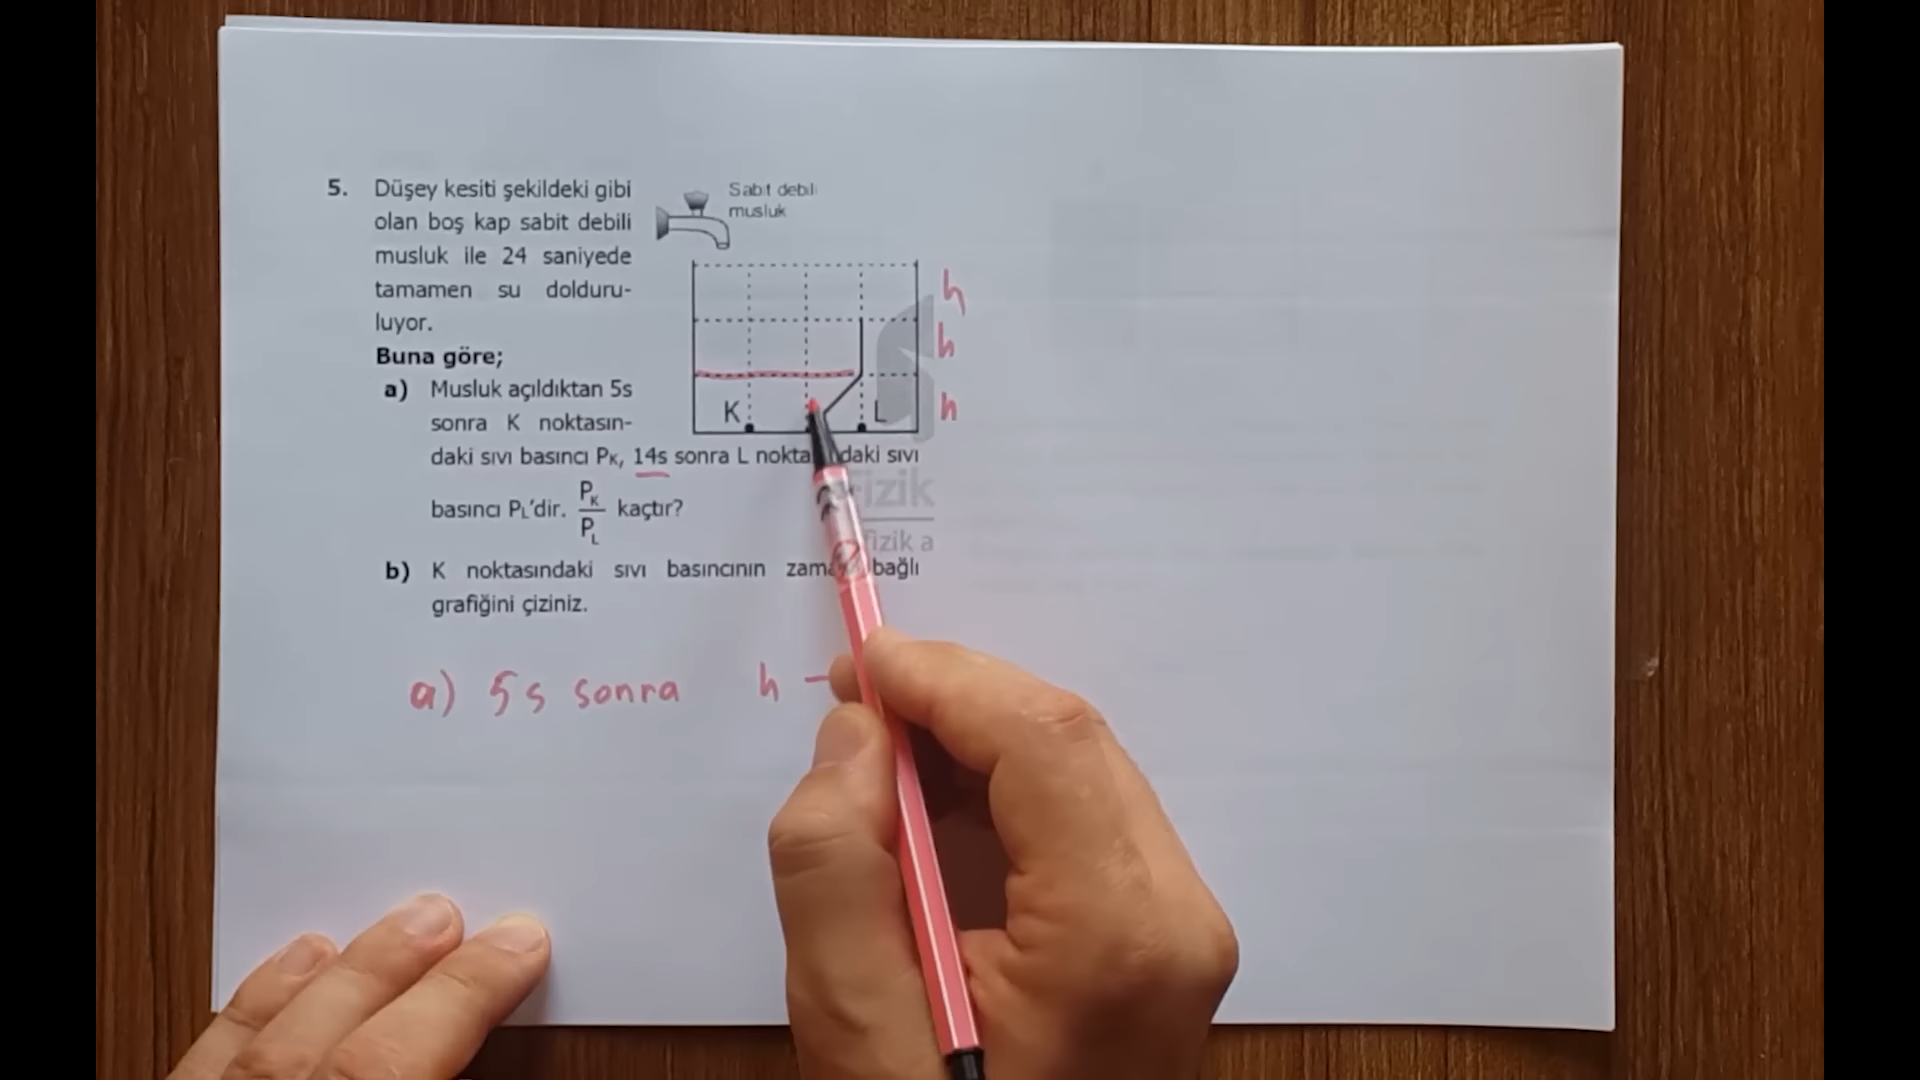 5. Düşey kesiti şekildeki gibi
olan boş kap sabit debili
musluk ile 24 saniyede
tamamen su dolduru-
luyor.
Buna göre;
a) Musluk açıldıktan 5s
sonra K noktasın-
daki sıvı basıncı PK, 14s sonra L nokta daki sıvı
basıncı PL'dir. PK/PL kaçtır?
b) K noktasındaki sıvı basıncının bağlı
grafiğini çiziniz.
Sabit debili
musluk
h
h
K L h
fizik
fizik a
a) 5s sonra h –